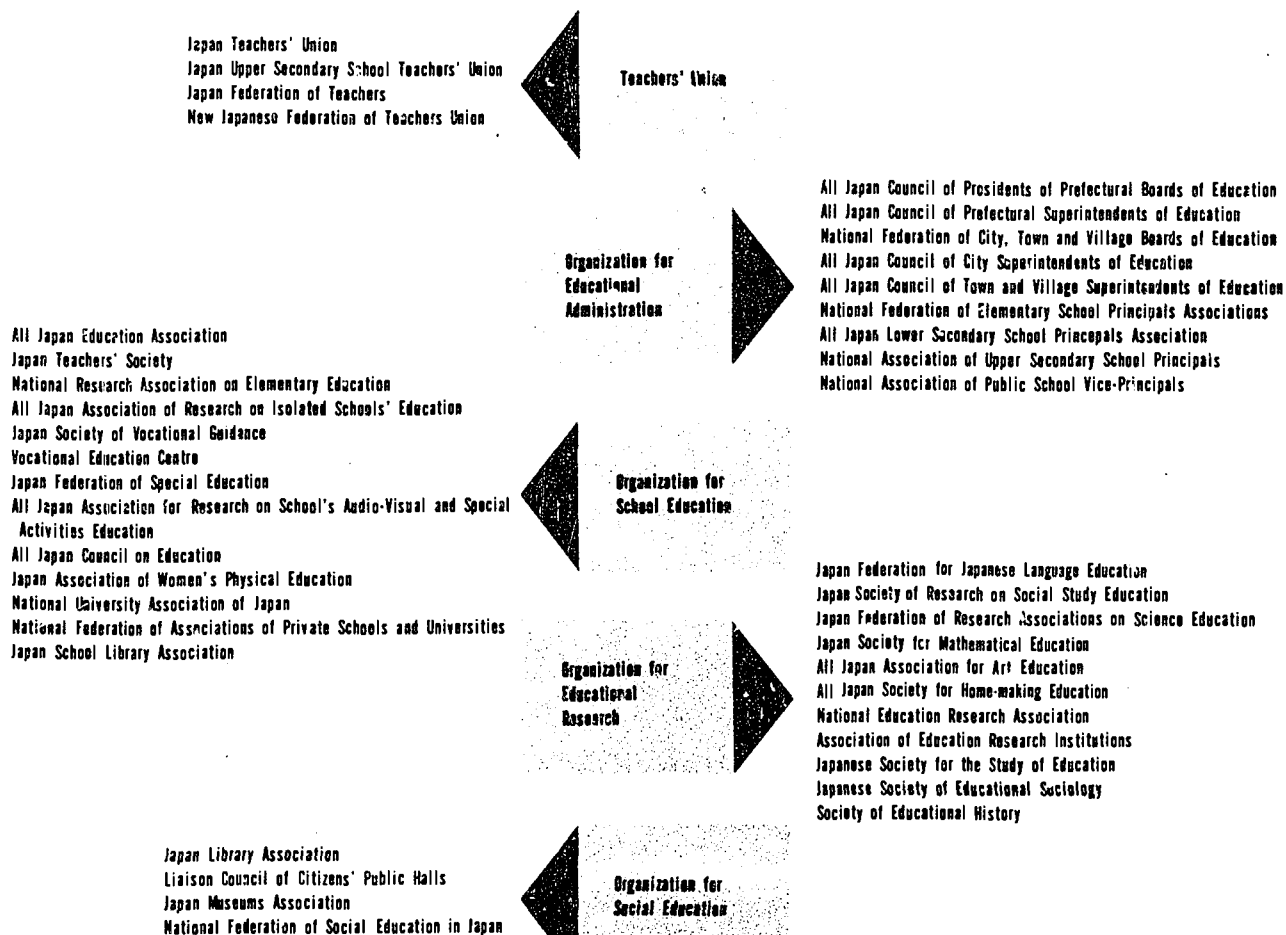 Japan Teachers' Union
Japan Upper Secondary School Teachers' Union
Japan Federation of Teachers
New Japanese Federation of Teachers Union
Teachers' Union
All Japan Council of Presidents of Prefectural Boards of Education
All Japan Council of Prefectural Superintendents of Education
National Federation of City, Town and Village Boards of Education
All Japan Council of City Superintendents of Education
All Japan Council of Town and Village Superintendents of Education
National Federation of Elementary School Principals Associations
All Japan Lower Secondary School Princepals Association
National Association of Upper Secondary School Principals
National Association of Public School Vice-Principals
Organization for
Educational
Administration
All Japan Education Association
Japan Teachers' Society
National Research Association on Elementary Education
All Japan Association of Research on Isolated Schools' Education
Japan Society of Vocational Guidance
Vocational Education Centre
Japan Federation of Special Education
All Japan Association for Research on School's Audio-Visual and Special
Activities Education
All Japan Council on Education
Japan Association of Women's Physical Education
National University Association of Japan
National Federation of Associations of Private Schools and Universities
Japan School Library Association
Organization for
School Education
Japan Federation for Japanese Language Education
Japan Society of Research on Social Study Education
Japan Federation of Research Associations on Science Education
Japan Society for Mathematical Education
All Japan Association for Art Education
All Japan Society for Home-making Education
National Education Research Association
Association of Education Research Institutions
Japanese Society for the Study of Education
Japanese Society of Educational Sociology
Society of Educational History
Organization for
Educational
Research
Japan Library Association
Liaison Council of Citizens' Public Halls
Japan Museums Association
National Federation of Social Education in Japan
Organization for
Social Education